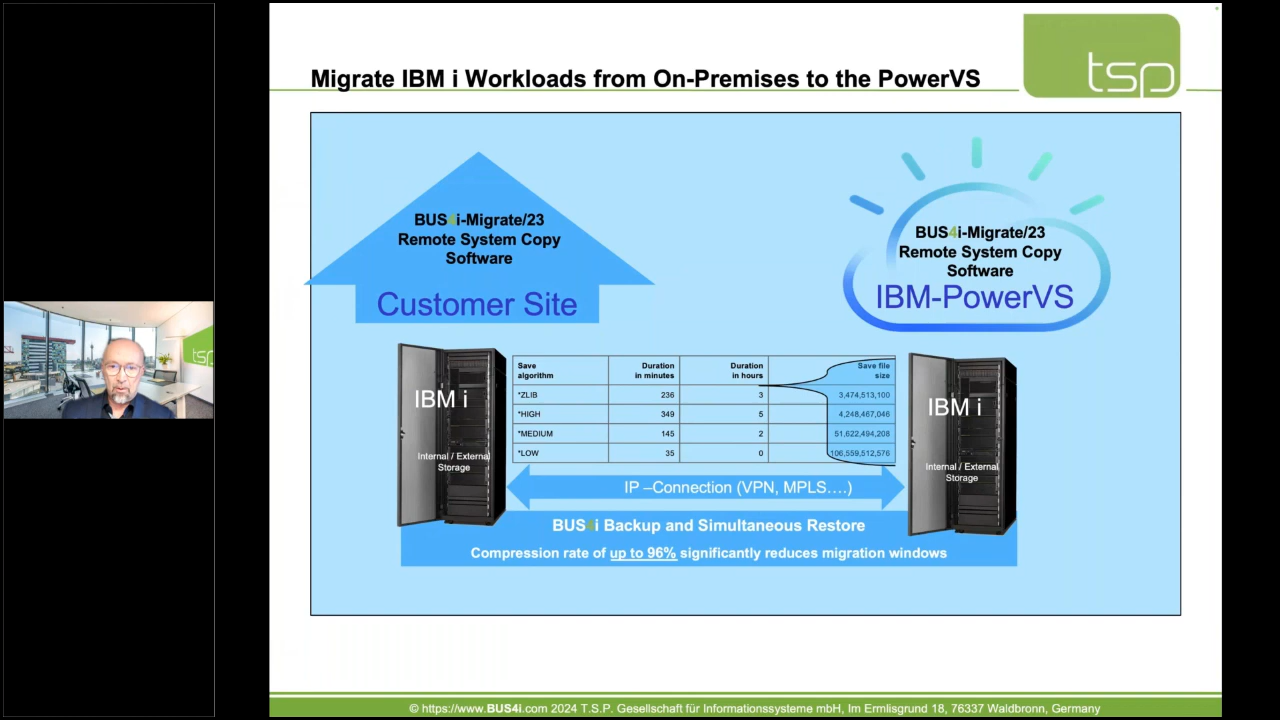 Migrate IBM i Workloads from On-Premises to the PowerVS
tsp
BUS4i-Migrate/23
Remote System Copy
Software
Customer Site
BUS4i-Migrate/23
Remote System Copy
Software
IBM-PowerVS
IBM i
Internal / External
Storage
Save algorithm Duration in minutes Duration in hours Save file size
*ZLIB 236 3 3,474,513,100
*HIGH 349 5 4,248,467,046
*MEDIUM 145 2 51,622,494,208
*LOW 35 0 106,559,512,576
IBM i
Internal / External
Storage
IP –Connection (VPN, MPLS….)
BUS4i Backup and Simultaneous Restore
Compression rate of up to 96% significantly reduces migration windows
tsp
© https://www.BUS4i.com 2024 T.S.P. Gesellschaft für Informationssysteme mbH, Im Ermlisgrund 18, 76337 Waldbronn, Germany